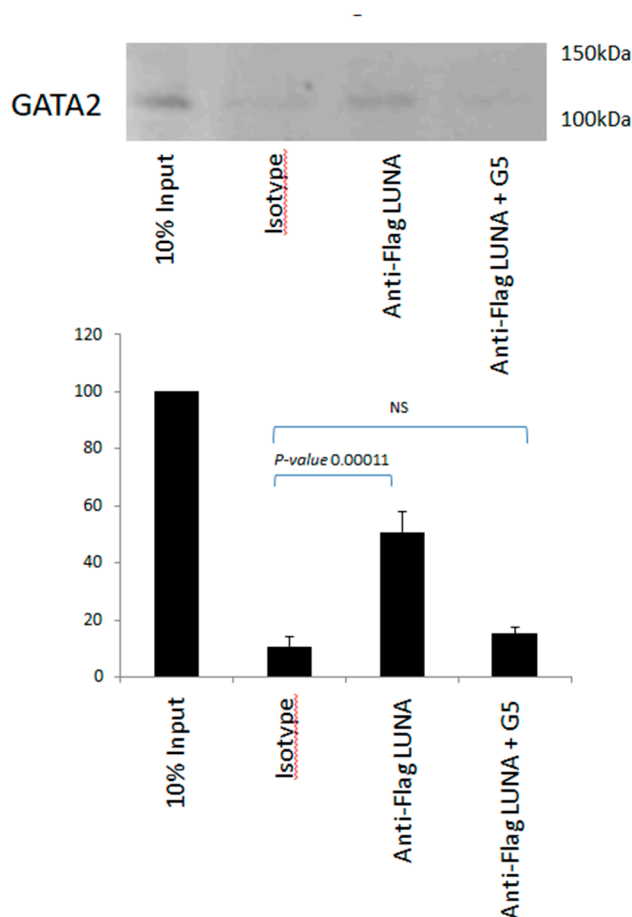 150kDa
GATA2
100kDa
10% Input
Isotype
Anti-Flag LUNA
Anti-Flag LUNA + G5
120
100
80
60
40
20
0
NS
P-value 0.00011
10% Input
Isotype
Anti-Flag LUNA
Anti-Flag LUNA + G5